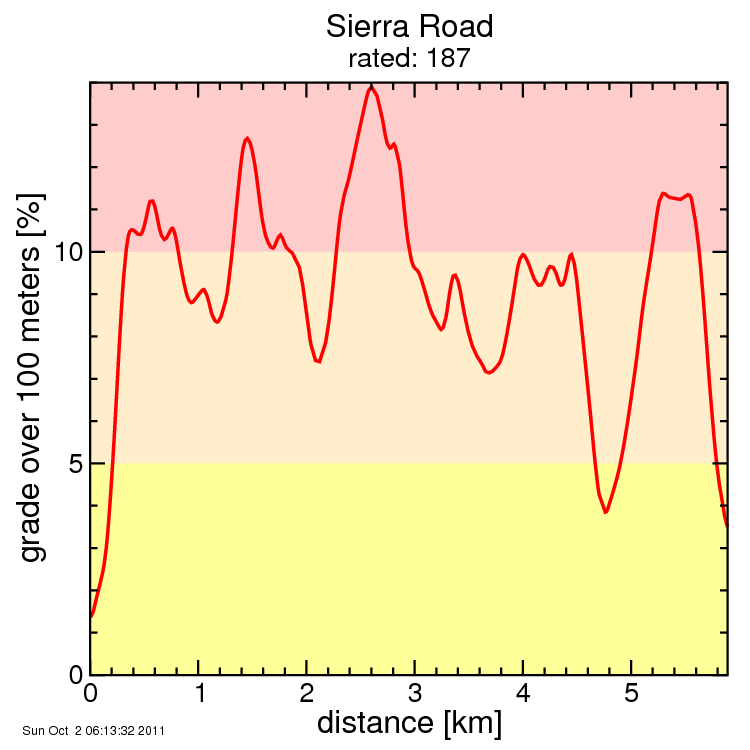 Sierra Road
rated: 187
grade over 100 meters [%]
10
5
0
0 1 2 3 4 5
distance [km]
Sun Oct 2 06:13:32 2011